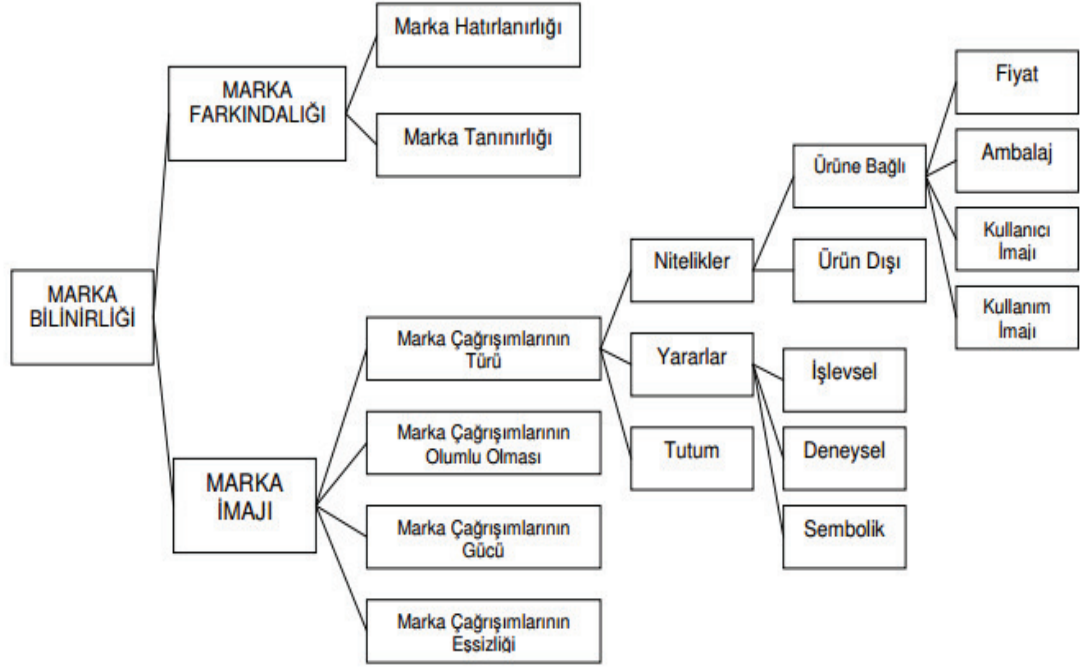 Marka Hatırlanırlığı
MARKA
FARKINDALIĞI
Marka Tanınırlığı
MARKA
BİLİNİRLİĞİ
MARKA
İMAJI
Marka Çağrışımlarının
Türü
Marka Çağrışımlarının
Olumlu Olması
Marka Çağrışımlarının
Gücü
Marka Çağrışımlarının
Eşsizliği
Nitelikler
Yararlar
Tutum
Ürüne Bağlı
Ürün Dışı
İşlevsel
Deneysel
Sembolik
Fiyat
Ambalaj
Kullanıcı
İmajı
Kullanım
İmajı